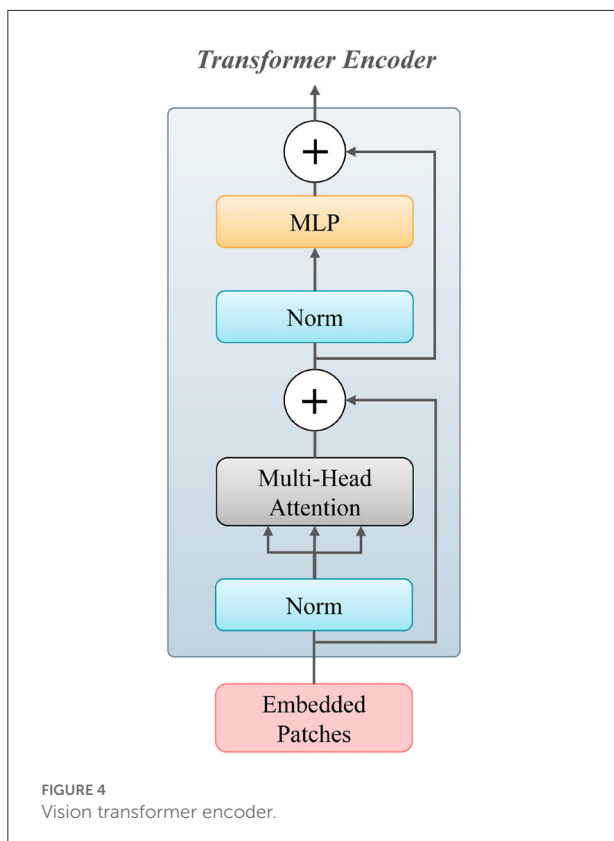 Transformer Encoder
+
MLP
Norm
+
Multi-Head
Attention
Norm
Embedded
Patches
FIGURE 4
Vision transformer encoder.